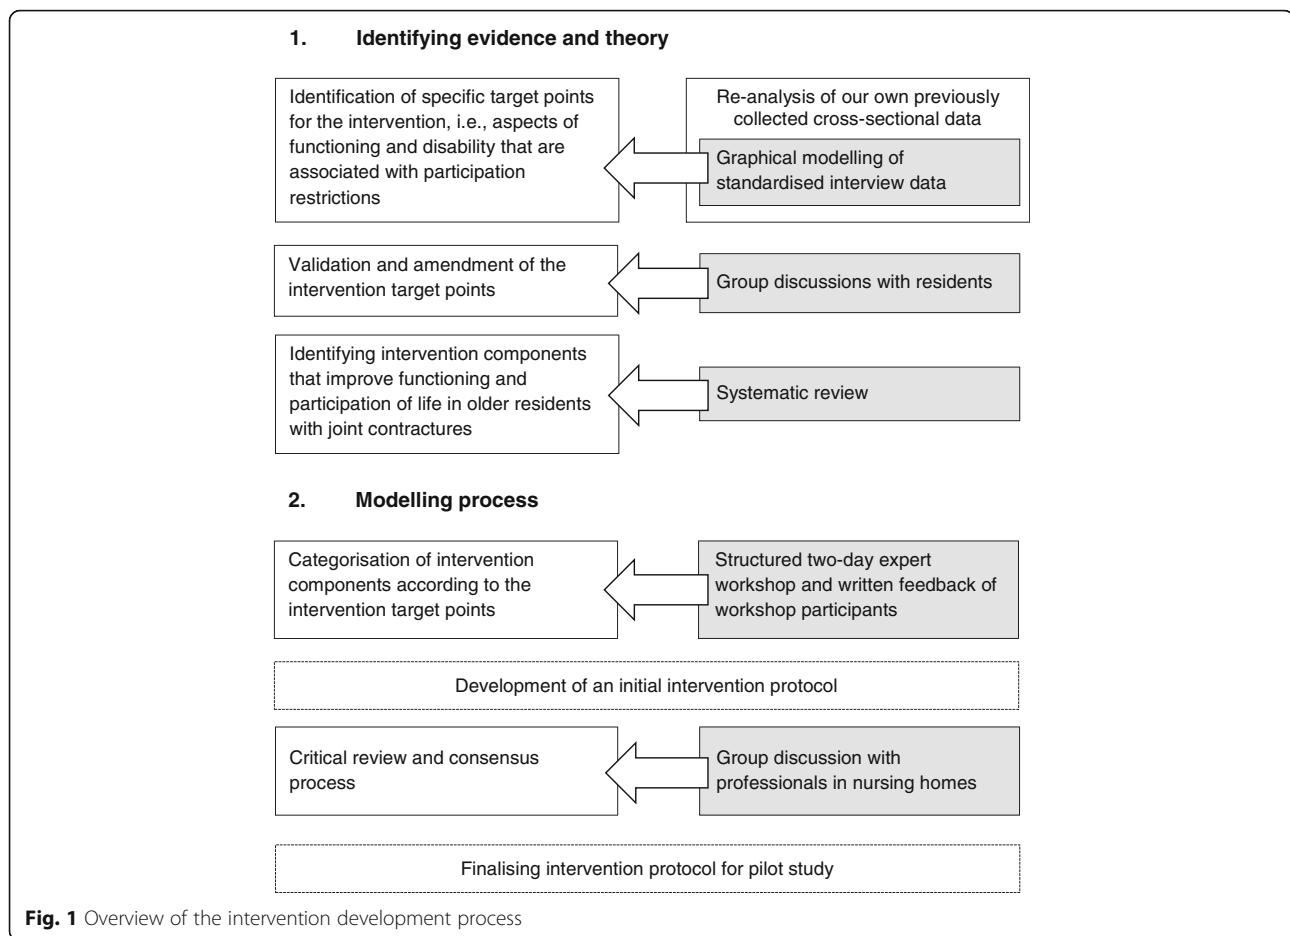 1. Identifying evidence and theory
Identification of specific target points
for the intervention, i.e., aspects of
functioning and disability that are
associated with participation
restrictions
Re-analysis of our own previously
collected cross-sectional data
Graphical modelling of
standardised interview data
Validation and amendment of the
intervention target points
Group discussions with residents
Identifying intervention components
that improve functioning and
participation of life in older residents
with joint contractures
Systematic review
2. Modelling process
Categorisation of intervention
components according to the
intervention target points
Structured two-day expert
workshop and written feedback of
workshop participants
Development of an initial intervention protocol
Critical review and consensus
process
Group discussion with
professionals in nursing homes
Finalising intervention protocol for pilot study
Fig. 1 Overview of the intervention development process